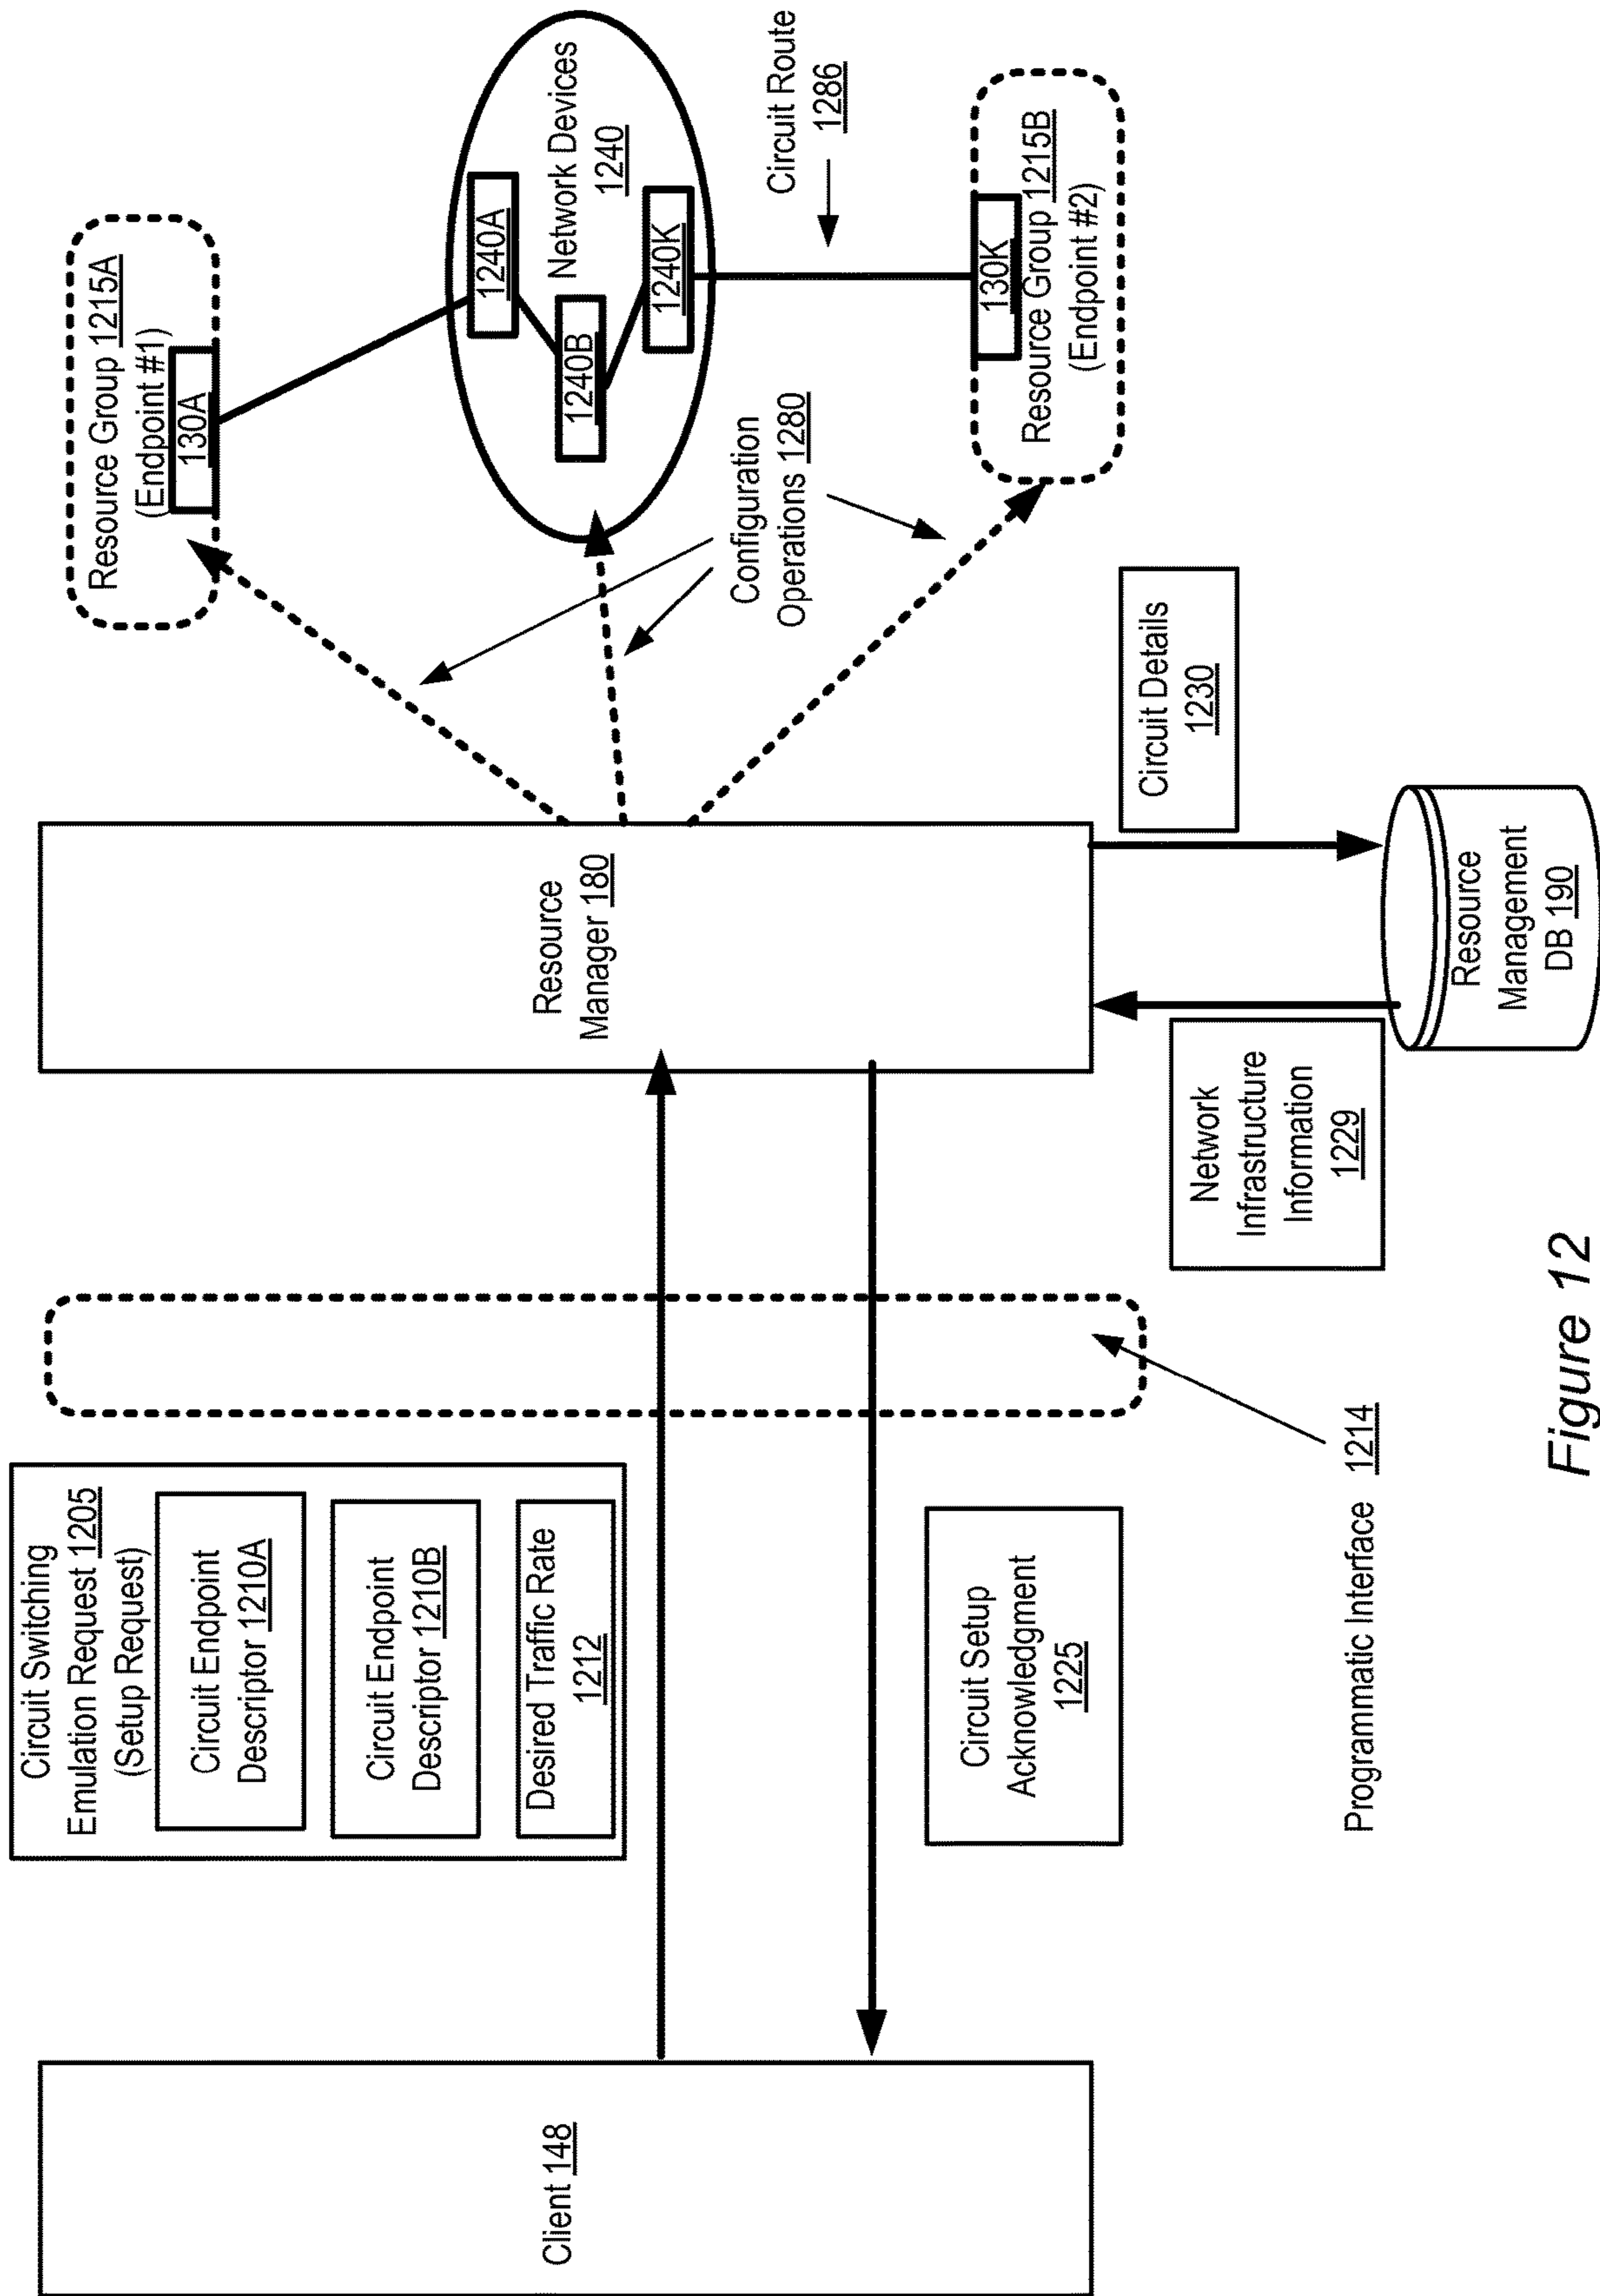 Client 148
Circuit Switching
Emulation Request 1205
(Setup Request)
Circuit Endpoint
Descriptor 1210A
Circuit Endpoint
Descriptor 1210B
Desired Traffic Rate
1212
Circuit Setup
Acknowledgment
1225
Programmatic Interface 1214
Resource
Manager 180
Network
Infrastructure
Information
1229
Circuit Details
1230
Resource
Management
DB 190
Configuration
Operations 1280
Resource Group 1215A
(Endpoint #1)
130A
1240A
1240B
1240K
Network Devices
1240
Circuit Route
1286
130K
Resource Group 1215B
(Endpoint #2)
Figure 12